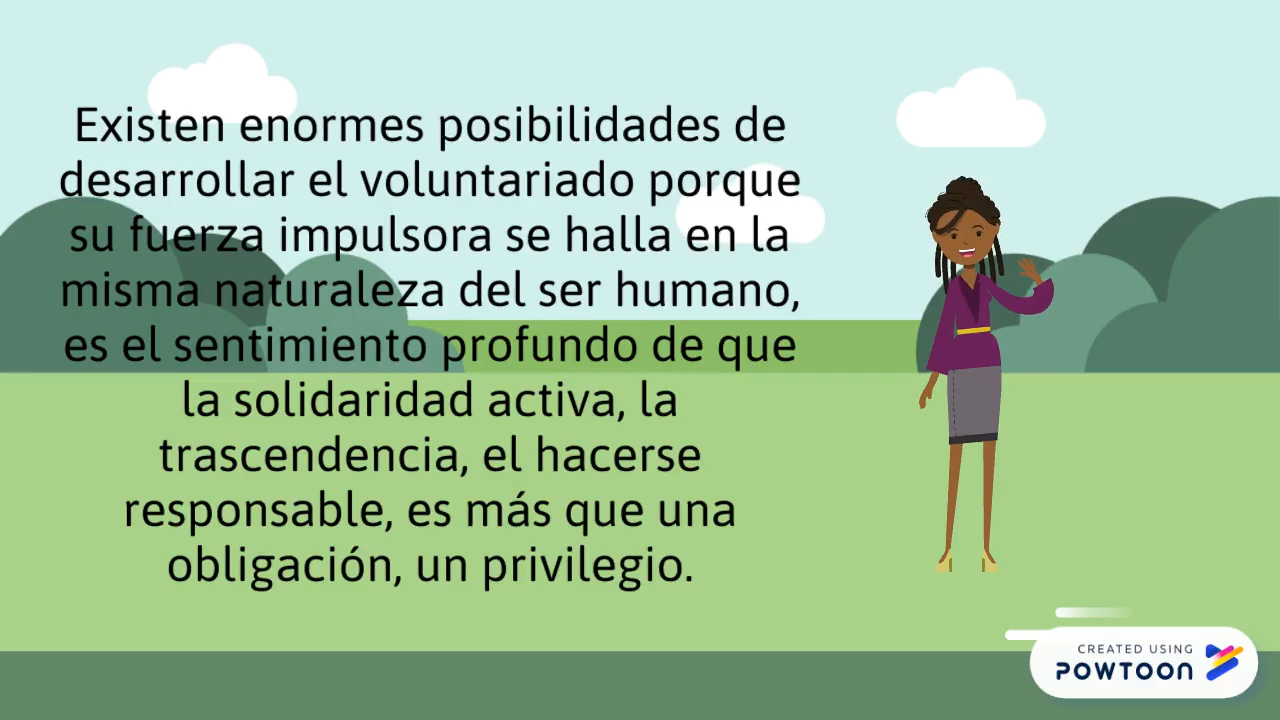 Existen enormes posibilidades de
desarrollar el voluntariado porque
su fuerza impulsora se halla en la
misma naturaleza del ser humano,
es el sentimiento profundo de que
la solidaridad activa, la
trascendencia, el hacerse
responsable, es más que una
obligación, un privilegio.
CREATED USING
POWTOON